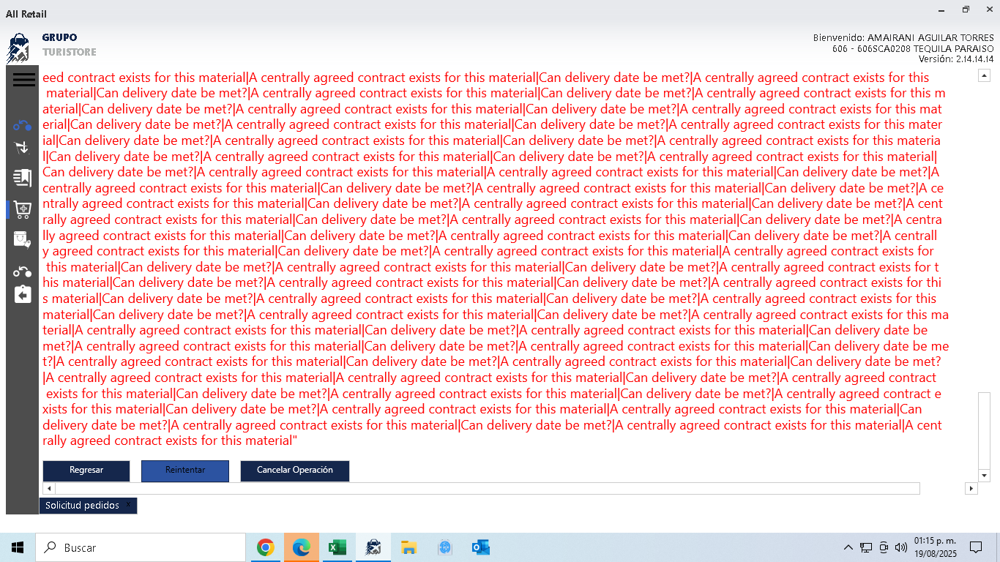 All Retail
GRUPO
TURISTORE
Bienvenido: AMAIRANI AGUILAR TORRES
606 - 606SCA0208 TEQUILA PARAISO
Versión: 2.14.14.14
eed contract exists for this material|A centrally agreed contract exists for this material|Can delivery date be met?|A centrally agreed contract exists for this
material|Can delivery date be met?|A centrally agreed contract exists for this material|Can delivery date be met?|A centrally agreed contract exists for this m
aterial|Can delivery date be met?|A centrally agreed contract exists for this material|Can delivery date be met?|A centrally agreed contract exists for this mat
erial|Can delivery date be met?|A centrally agreed contract exists for this material|Can delivery date be met?|A centrally agreed contract exists for this mater
ial|Can delivery date be met?|A centrally agreed contract exists for this material|Can delivery date be met?|A centrally agreed contract exists for this materia
l|Can delivery date be met?|A centrally agreed contract exists for this material|Can delivery date be met?|A centrally agreed contract exists for this material|
Can delivery date be met?|A centrally agreed contract exists for this material|A centrally agreed contract exists for this material|Can delivery date be met?|A
centrally agreed contract exists for this material|Can delivery date be met?|A centrally agreed contract exists for this material|Can delivery date be met?|A ce
ntrally agreed contract exists for this material|Can delivery date be met?|A centrally agreed contract exists for this material|Can delivery date be met?|A cent
rally agreed contract exists for this material|Can delivery date be met?|A centrally agreed contract exists for this material|Can delivery date be met?|A centra
lly agreed contract exists for this material|Can delivery date be met?|A centrally agreed contract exists for this material|Can delivery date be met?|A centrall
y agreed contract exists for this material|Can delivery date be met?|A centrally agreed contract exists for this material|A centrally agreed contract exists for
this material|Can delivery date be met?|A centrally agreed contract exists for this material|Can delivery date be met?|A centrally agreed contract exists for t
his material|Can delivery date be met?|A centrally agreed contract exists for this material|Can delivery date be met?|A centrally agreed contract exists for thi
s material|Can delivery date be met?|A centrally agreed contract exists for this material|Can delivery date be met?|A centrally agreed contract exists for this
material|Can delivery date be met?|A centrally agreed contract exists for this material|Can delivery date be met?|A centrally agreed contract exists for this ma
terial|A centrally agreed contract exists for this material|Can delivery date be met?|A centrally agreed contract exists for this material|Can delivery date be
met?|A centrally agreed contract exists for this material|Can delivery date be met?|A centrally agreed contract exists for this material|Can delivery date be me
t?|A centrally agreed contract exists for this material|Can delivery date be met?|A centrally agreed contract exists for this material|Can delivery date be met?
|A centrally agreed contract exists for this material|A centrally agreed contract exists for this material|Can delivery date be met?|A centrally agreed contract
exists for this material|Can delivery date be met?|A centrally agreed contract exists for this material|Can delivery date be met?|A centrally agreed contract e
xists for this material|Can delivery date be met?|A centrally agreed contract exists for this material|A centrally agreed contract exists for this material|Can
delivery date be met?|A centrally agreed contract exists for this material|Can delivery date be met?|A centrally agreed contract exists for this material|A cent
rally agreed contract exists for this material"
Regresar
Reintentar
Cancelar Operación
Solicitud pedidos x
Buscar
01:15 p. m.
19/08/2025